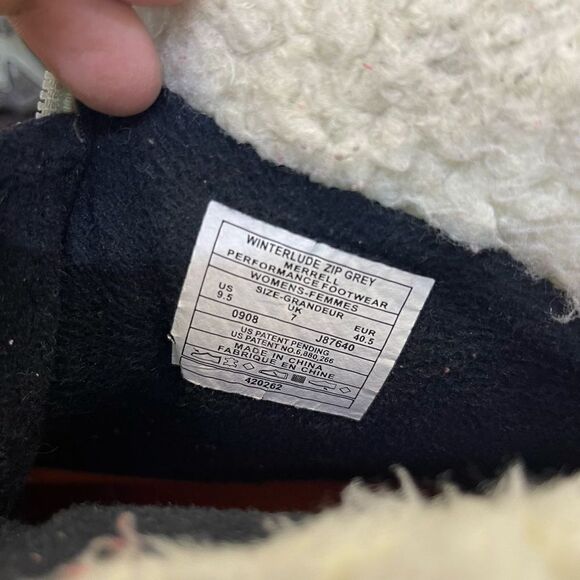 WINTERLUDE ZIP GREY
MERRELL
PERFORMANCE FOOTWEAR
WOMENS-FEMMES
SIZE-GRANDEUR
US UK EUR
9.5 7 40.5
0908 J87640
US PATENT PENDING
US PATENT NO.6,880,266
MADE IN CHINA
FABRIQUE EN CHINE
420262